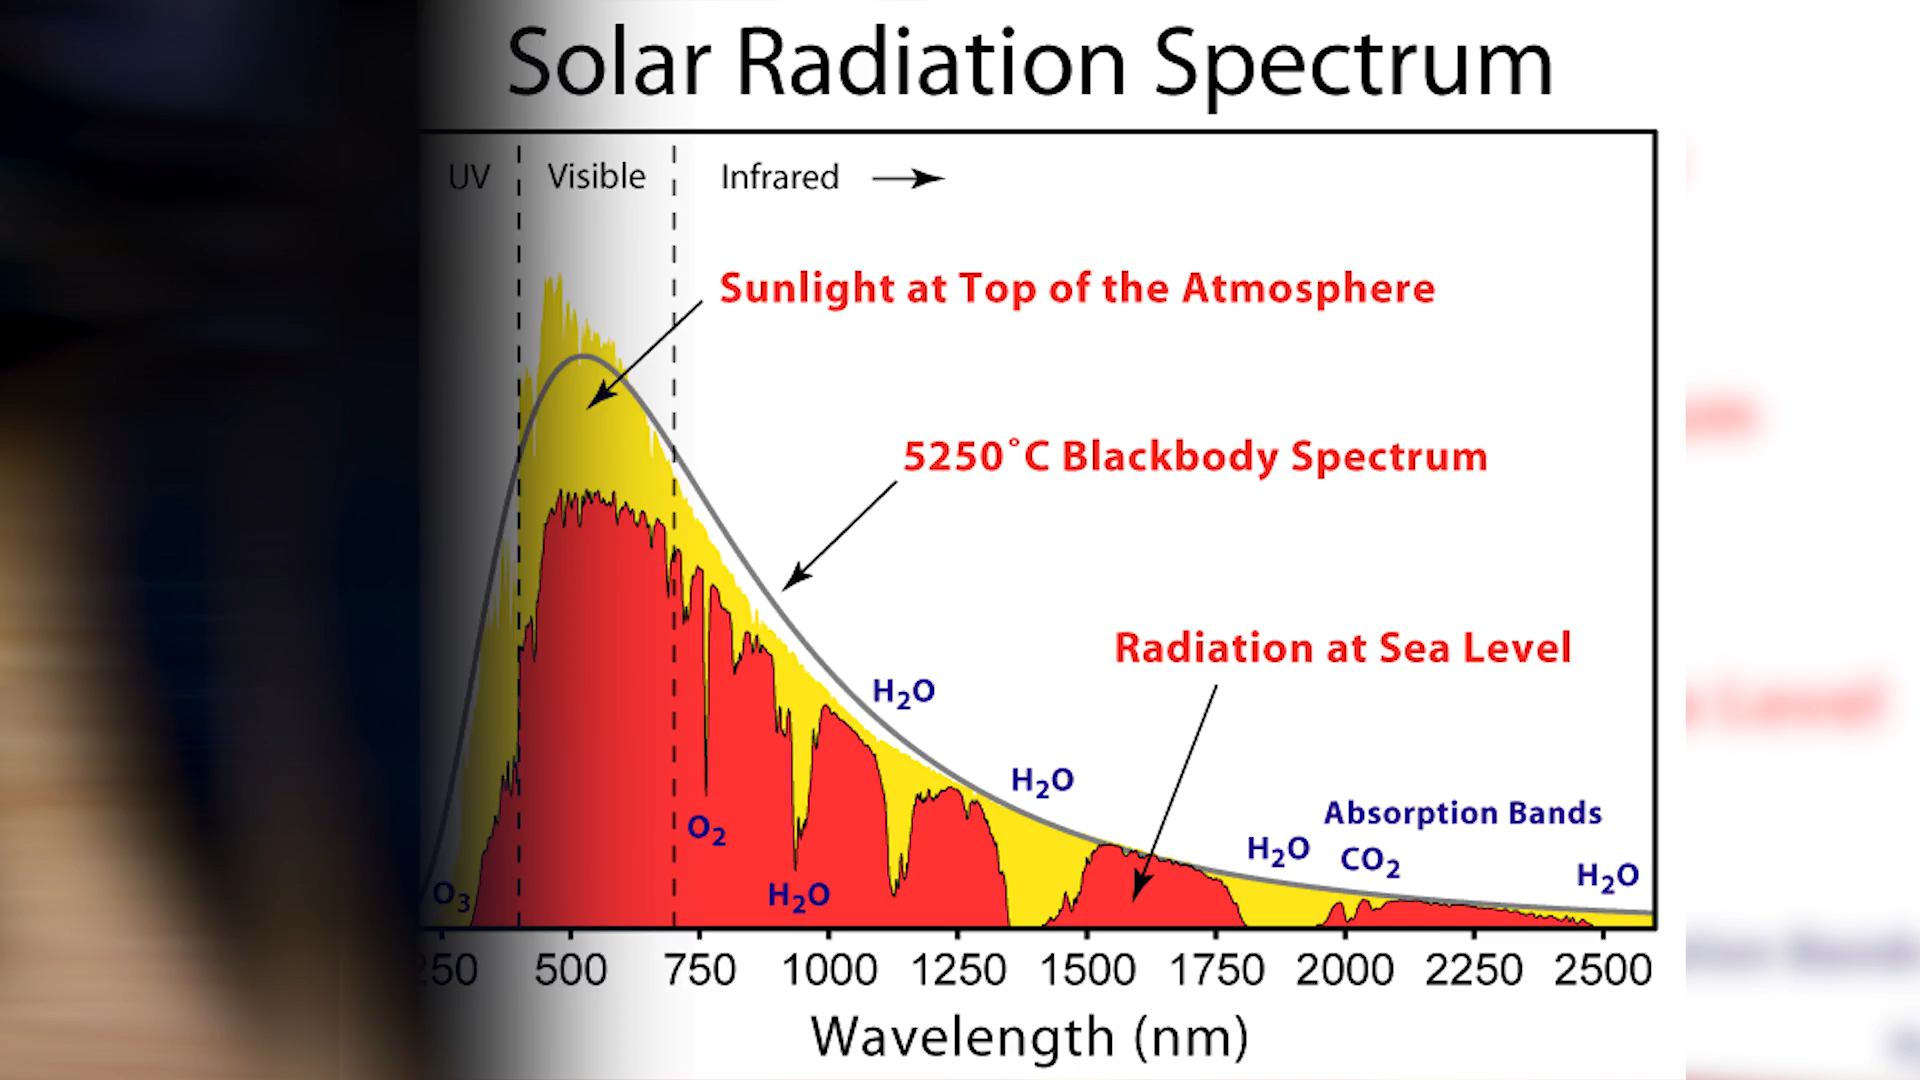 Solar Radiation Spectrum
UV Visible Infrared
Sunlight at Top of the Atmosphere
5250°C Blackbody Spectrum
Radiation at Sea Level
H₂O
H₂O
Absorption Bands
O₂
H₂O
CO₂
H₂O
O₃
H₂O
250 500 750 1000 1250 1500 1750 2000 2250 2500
Wavelength (nm)